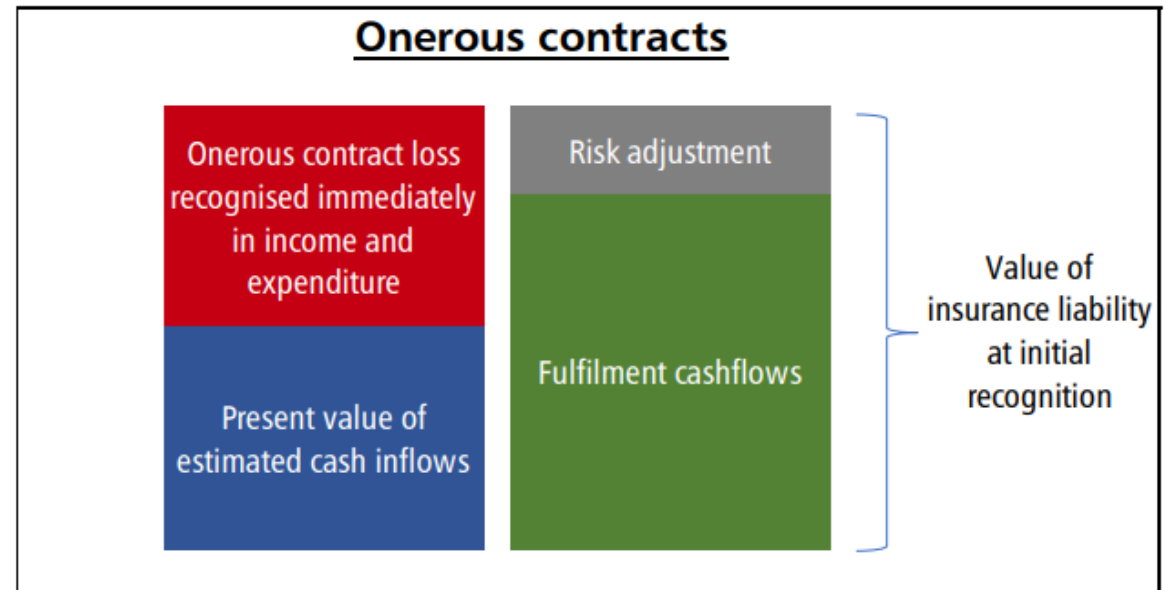 Onerous contracts
Onerous contract loss
recognised immediately
in income and
expenditure
Present value of
estimated cash inflows
Risk adjustment
Fulfilment cashflows
Value of
insurance liability
at initial
recognition